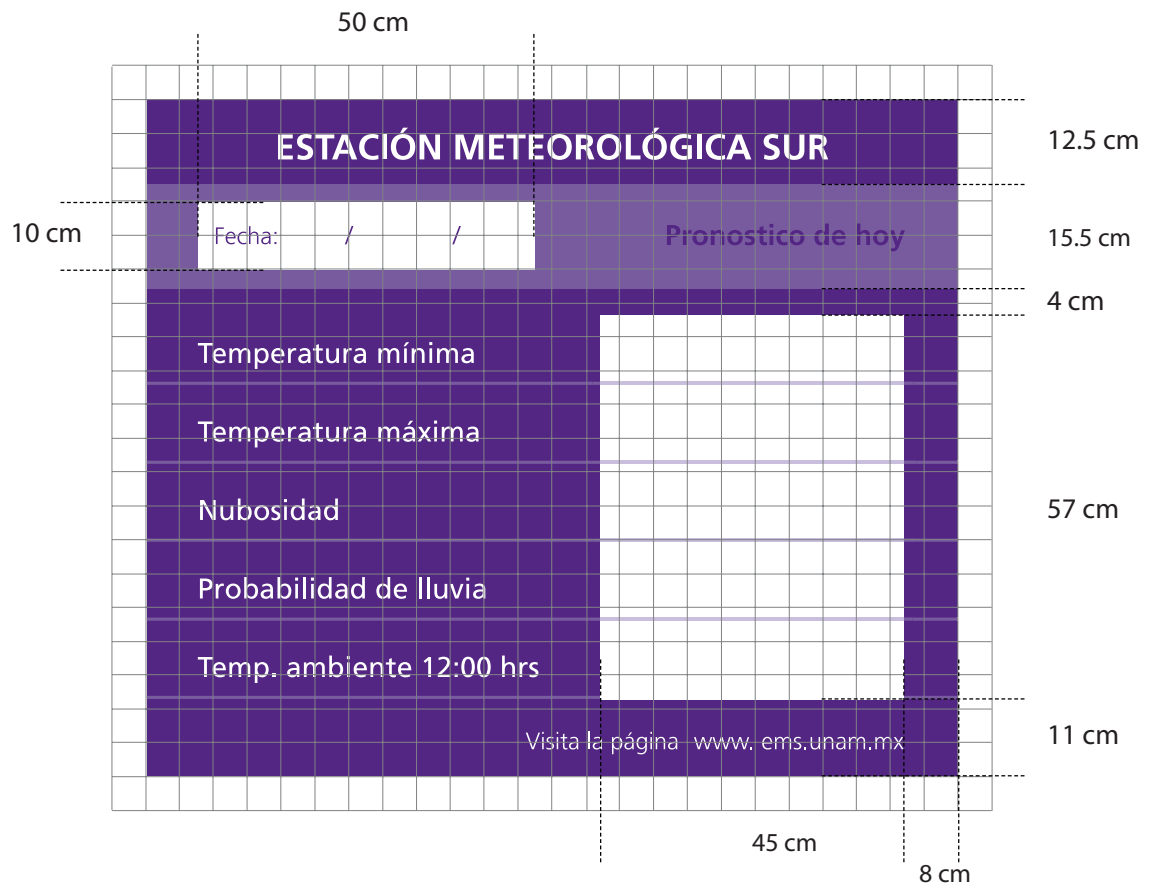 50 cm
ESTACIÓN METEOROLÓGICA SUR
12.5 cm
10 cm
Fecha: / /
Pronostico de hoy
15.5 cm
4 cm
Temperatura mínima
Temperatura máxima
Nubosidad
57 cm
Probabilidad de lluvia
Temp. ambiente 12:00 hrs
Visita la página www. ems.unam.mx
11 cm
45 cm
8 cm